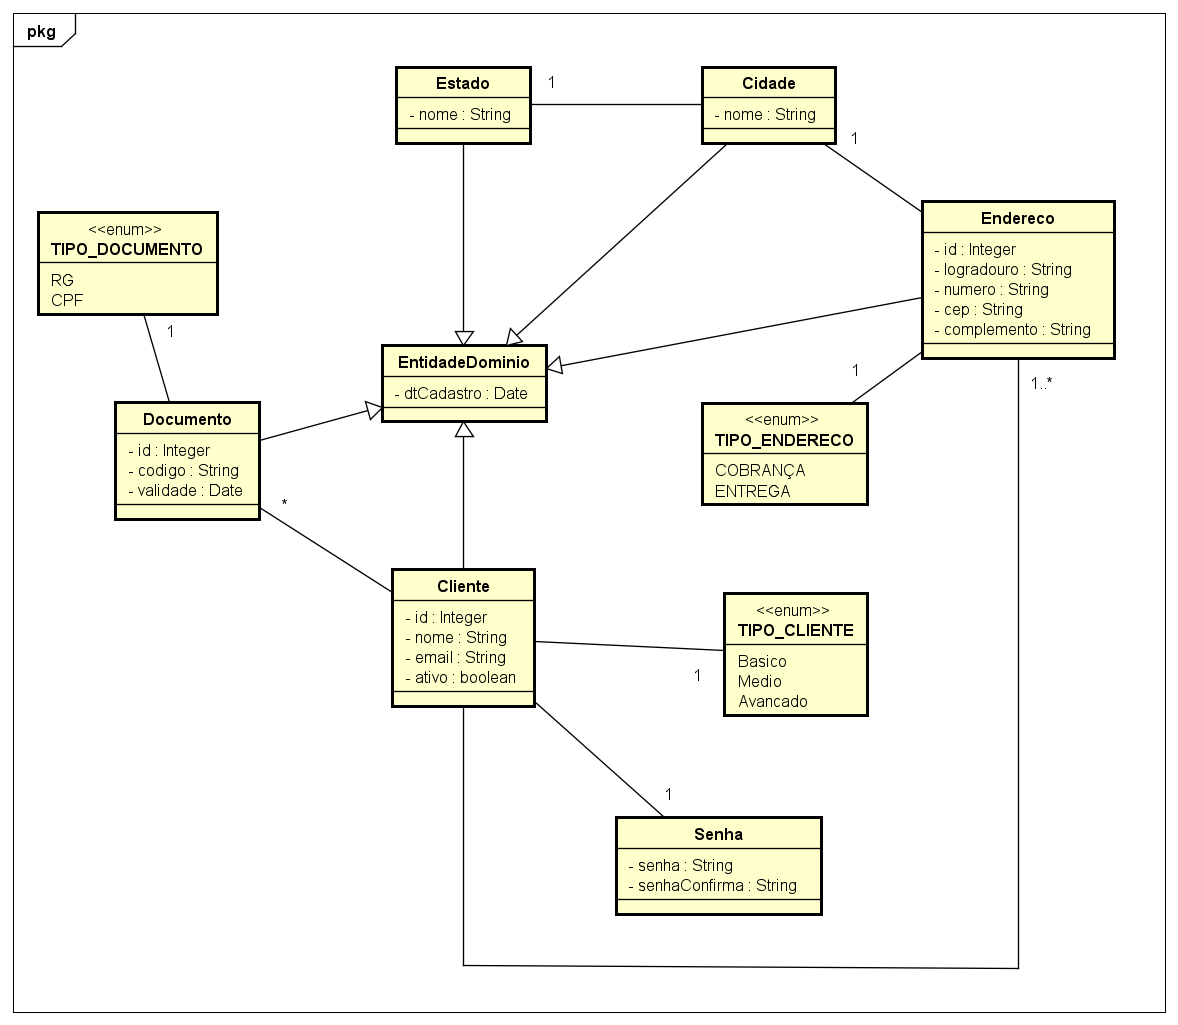 pkg
Estado
- nome : String
1
Cidade
- nome : String
1
Endereco
- id : Integer
- logradouro : String
- numero : String
- cep : String
- complemento : String
1..*
<<enum>>
TIPO_DOCUMENTO
RG
CPF
1
EntidadeDominio
- dtCadastro : Date
1
<<enum>>
TIPO_ENDERECO
COBRANÇA
ENTREGA
Documento
- id : Integer
- codigo : String
- validade : Date
*
Cliente
- id : Integer
- nome : String
- email : String
- ativo : boolean
<<enum>>
TIPO_CLIENTE
Basico
Medio
Avancado
1
1
Senha
- senha : String
- senhaConfirma : String